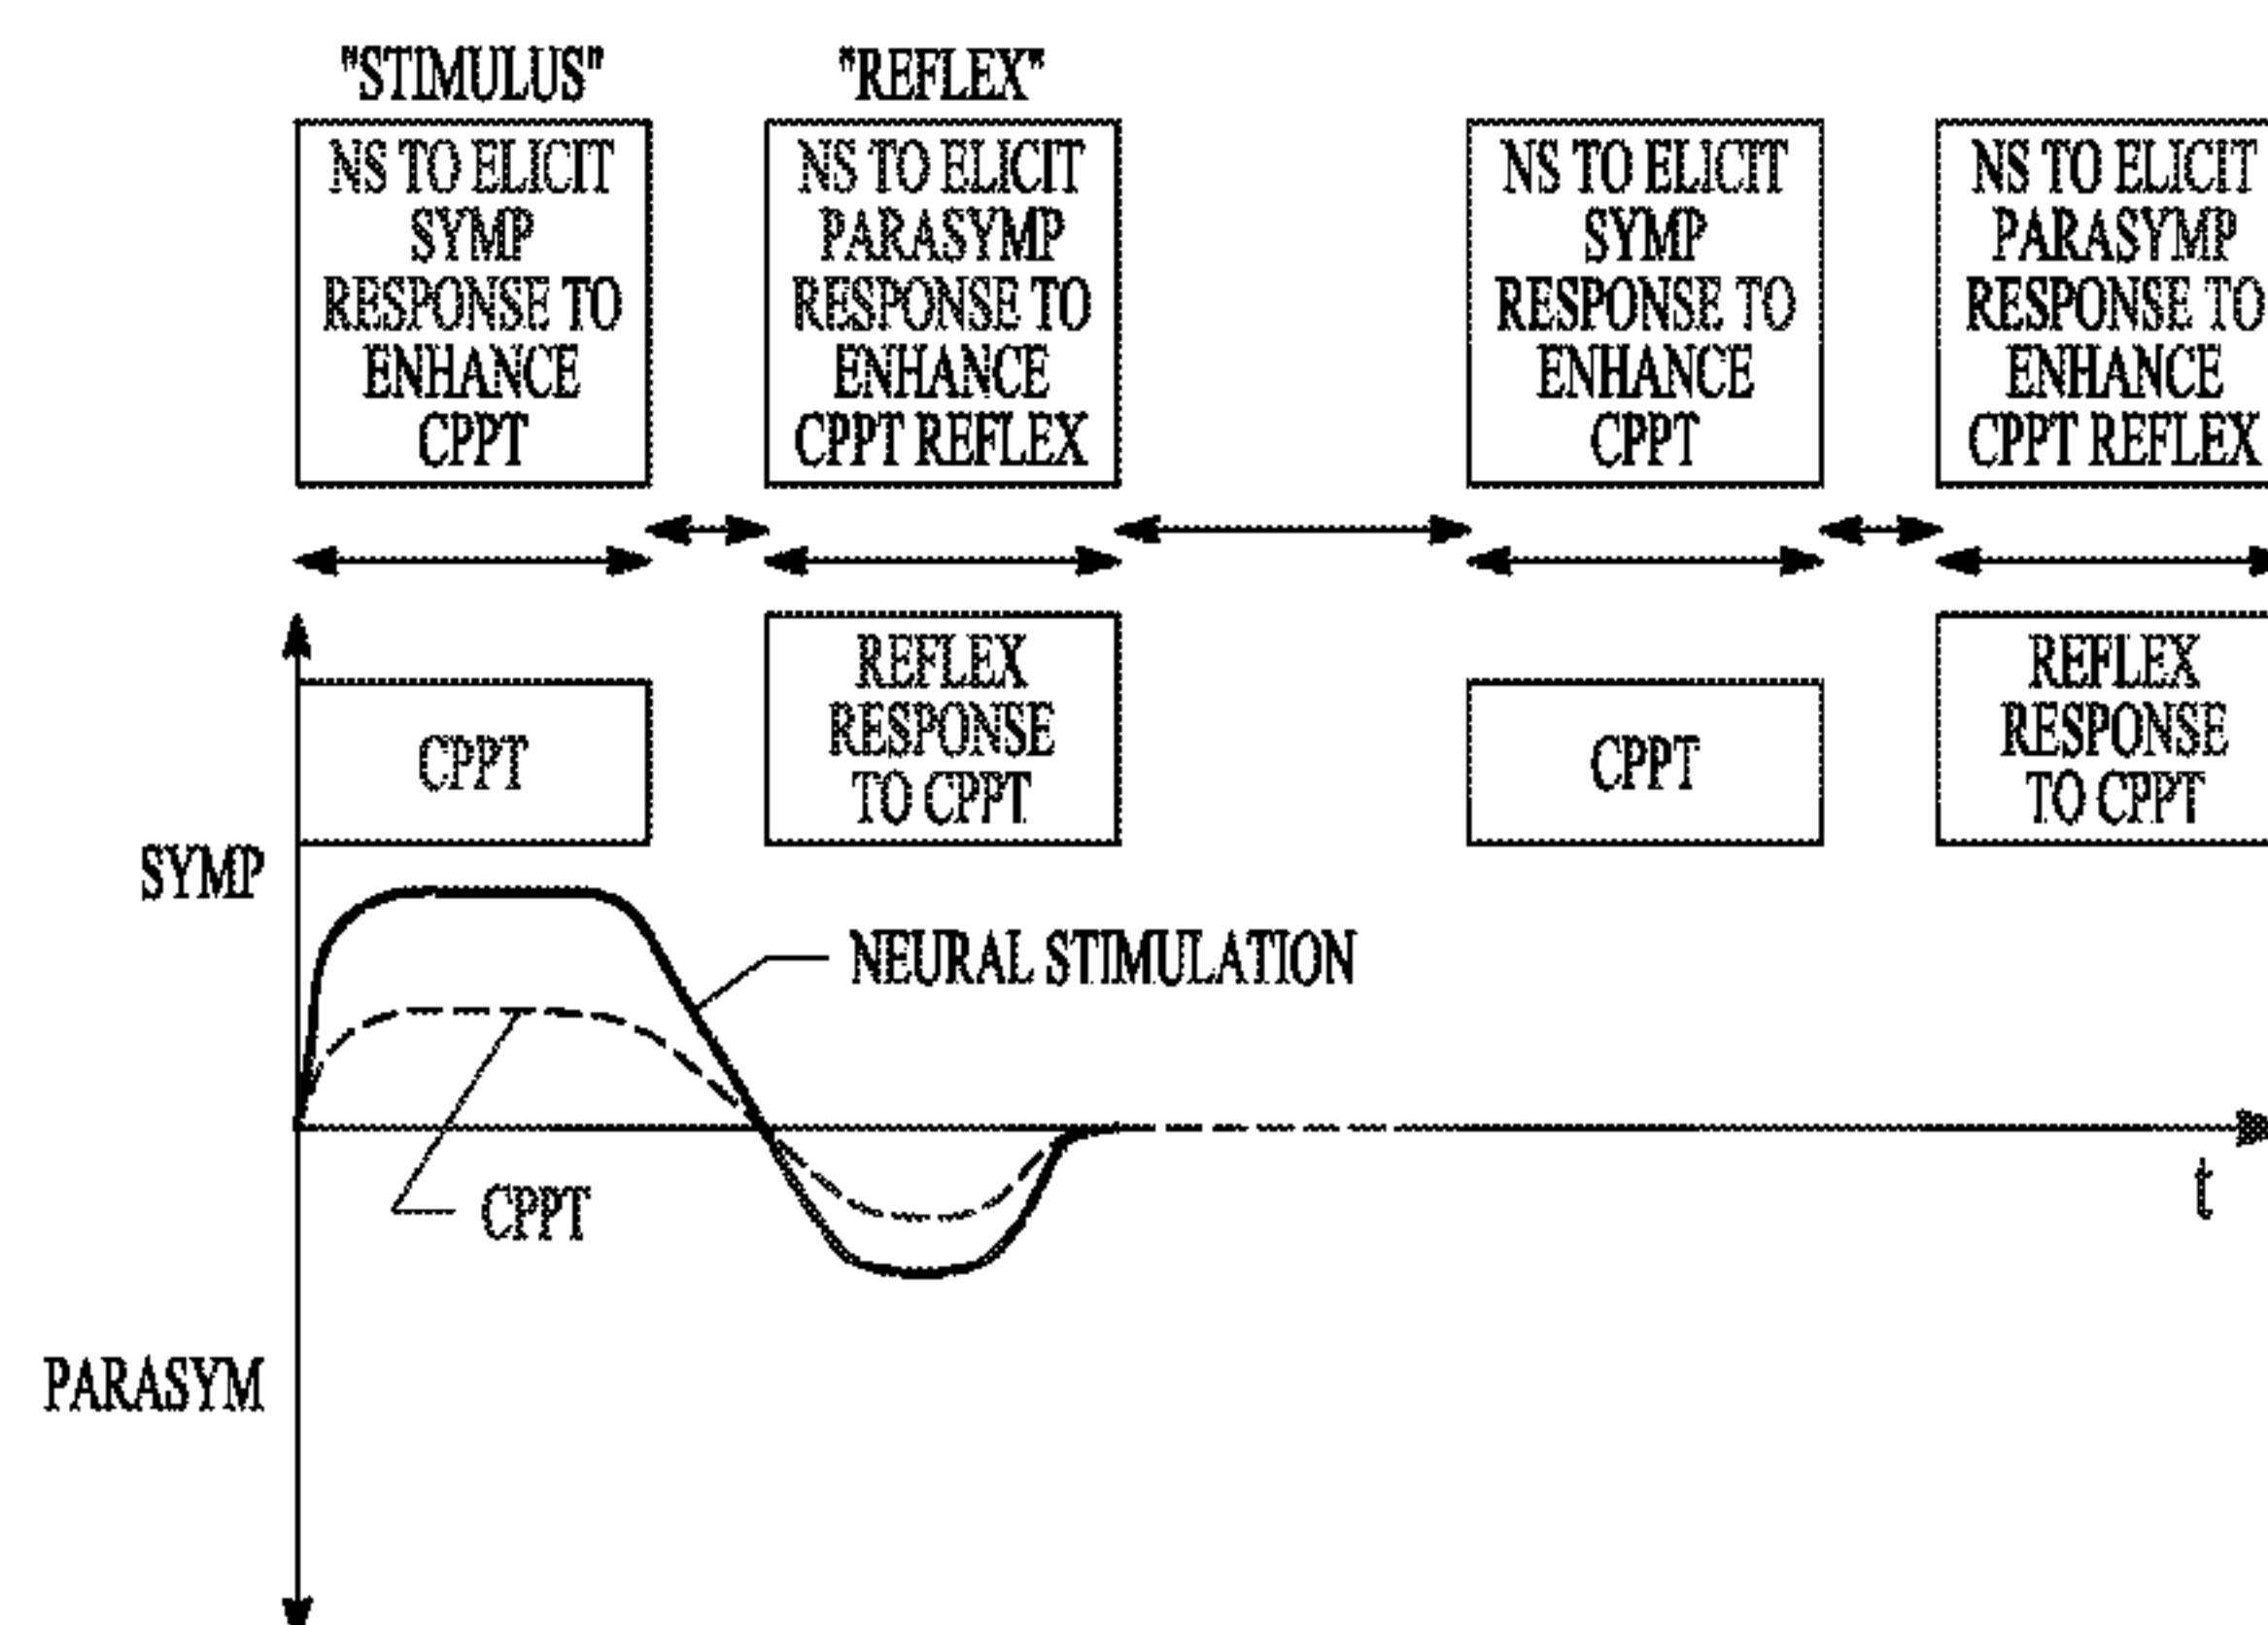 "STIMULUS"
NS TO ELICIT
SYMP
RESPONSE TO
ENHANCE
CPPT
"REFLEX"
NS TO ELICIT
PARASYMP
RESPONSE TO
ENHANCE
CPPT REFLEX
NS TO ELICIT
SYMP
RESPONSE TO
ENHANCE
CPPT
NS TO ELICIT
PARASYMP
RESPONSE TO
ENHANCE
CPPT REFLEX
CPPT
REFLEX
RESPONSE
TO CPPT
CPPT
REFLEX
RESPONSE
TO CPPT
SYMP
NEURAL STIMULATION
CPPT
t
PARASYM